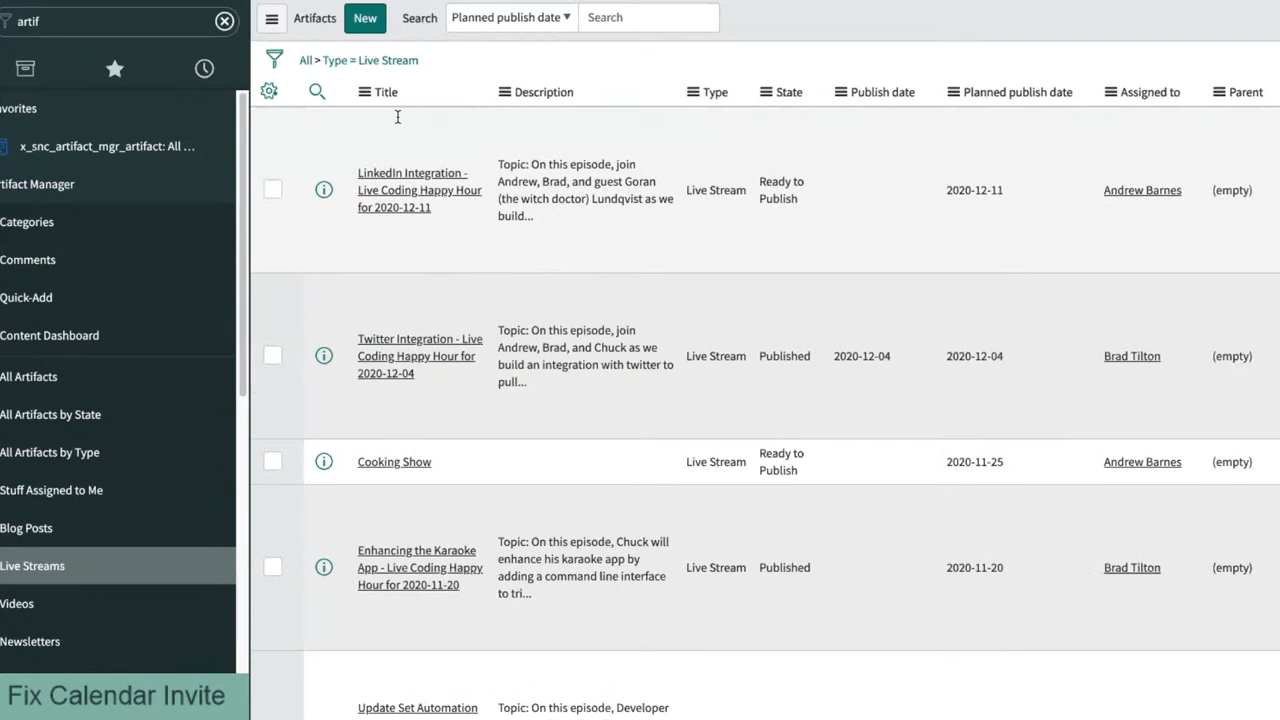 artif
Artifacts
New
Search
Planned publish date
Search
All > Type = Live Stream
Title
Description
Type
State
Publish date
Planned publish date
Assigned to
Parent
avorites
x_snc_artifact_mgr_artifact: All ...
rtifact Manager
Categories
Comments
Quick-Add
Content Dashboard
All Artifacts
All Artifacts by State
All Artifacts by Type
Stuff Assigned to Me
Blog Posts
Live Streams
Videos
Newsletters
Fix Calendar Invite
LinkedIn Integration -
Live Coding Happy Hour
for 2020-12-11
Topic: On this episode, join
Andrew, Brad, and guest Goran
(the witch doctor) Lundqvist as we
build...
Live Stream
Ready to
Publish
2020-12-11
Andrew Barnes
(empty)
Twitter Integration - Live
Coding Happy Hour for
2020-12-04
Topic: On this episode, join
Andrew, Brad, and Chuck as we
build an integration with twitter to
pull...
Live Stream
Published
2020-12-04
2020-12-04
Brad Tilton
(empty)
Cooking Show
Live Stream
Ready to
Publish
2020-11-25
Andrew Barnes
(empty)
Enhancing the Karaoke
App - Live Coding Happy
Hour for 2020-11-20
Topic: On this episode, Chuck will
enhance his karaoke app by
adding a command line interface
to tri...
Live Stream
Published
2020-11-20
Brad Tilton
(empty)
Update Set Automation
Topic: On this episode, Developer